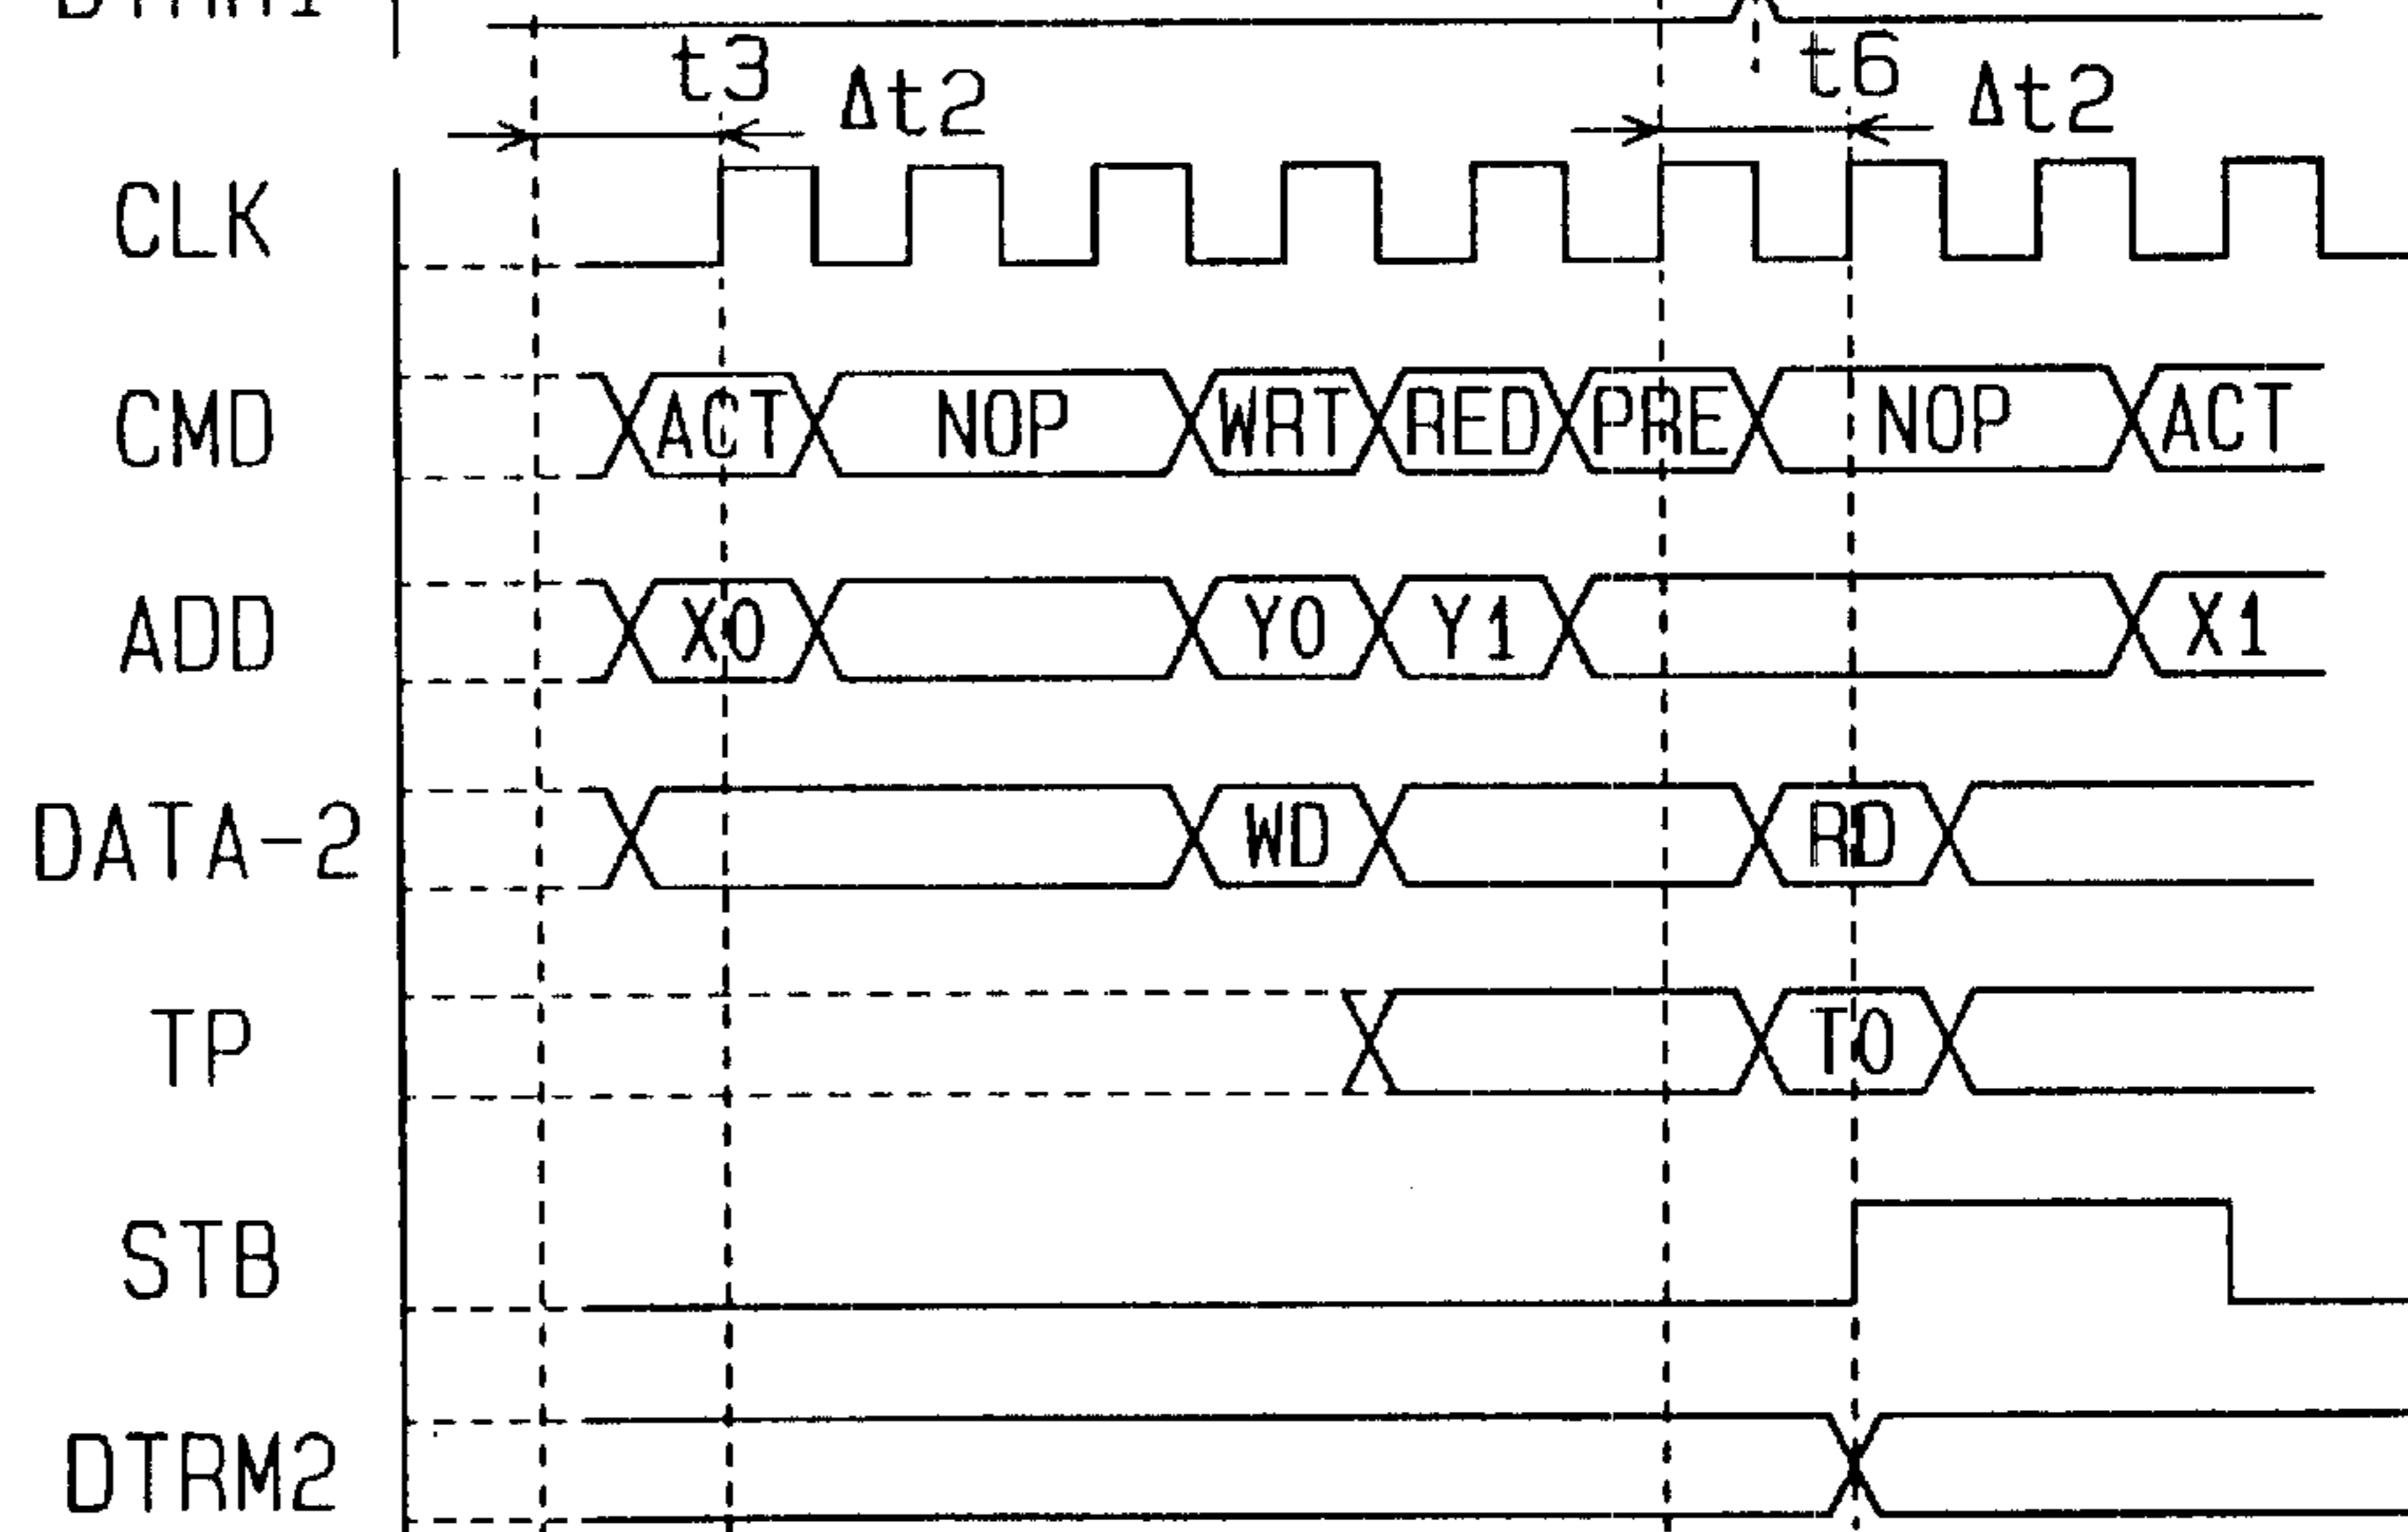 t3 Δt2 t6 Δt2
CLK
CMD ACT NOP WRT RED PRE NOP ACT
ADD X0 Y0 Y1 X1
DATA-2 WD RD
TP T0
STB
DTRM2